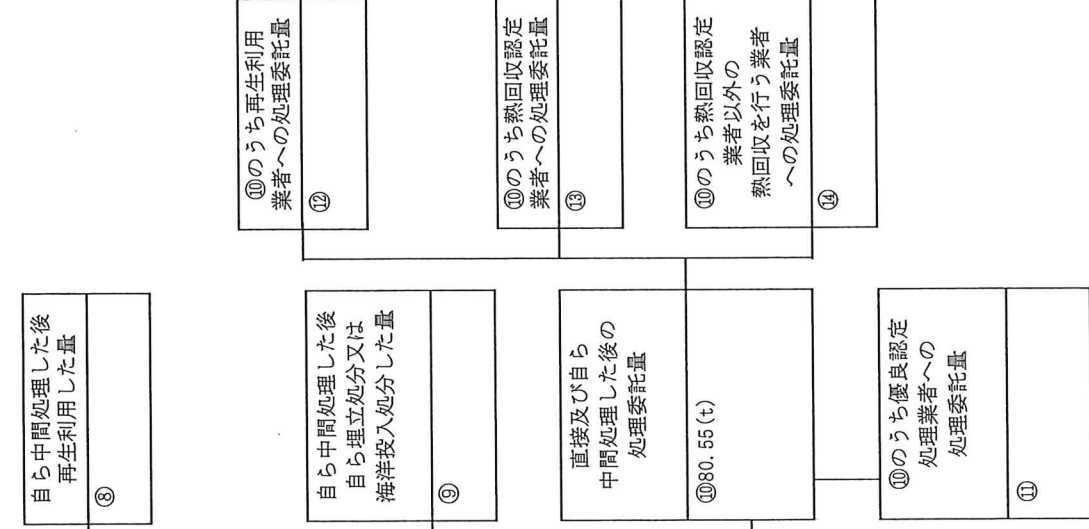 自ら中間処理した後
再生利用した量
⑧
自ら中間処理した後
自ら埋立処分又は
海洋投入処分した量
⑨
直接及び自ら
中間処理した後の
処理委託量
⑩80.55(t)
⑩のうち優良認定
処理業者への
処理委託量
⑪
⑩のうち再生利用
業者への処理委託量
⑫
⑩のうち熱回収認定
業者への処理委託量
⑬
⑩のうち熱回収認定
業者以外の
熱回収を行う業者
への処理委託量
⑭